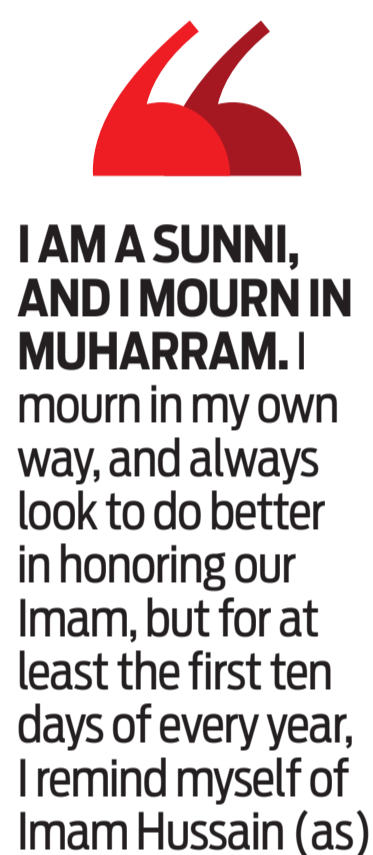 I AM A SUNNI,
AND I MOURN IN
MUHARRAM. I
mourn in my own
way, and always
look to do better
in honoring our
Imam, but for at
least the first ten
days of every year,
I remind myself of
Imam Hussain (as)